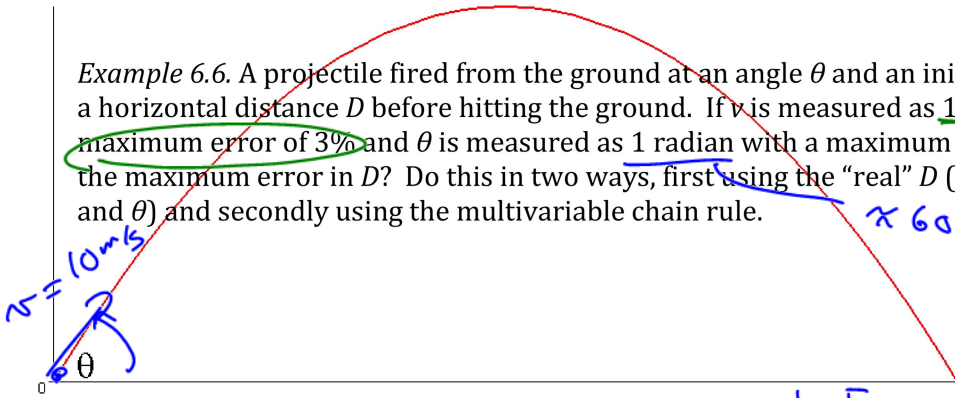 Example 6.6. A projectile fired from the ground at an angle θ and an ini
a horizontal distance D before hitting the ground. If v is measured as 1
maximum error of 3% and θ is measured as 1 radian with a maximum
the maximum error in D? Do this in two ways, first using the “real” D (
and θ) and secondly using the multivariable chain rule.
≈ 60
v = 10 m/s
θ
0